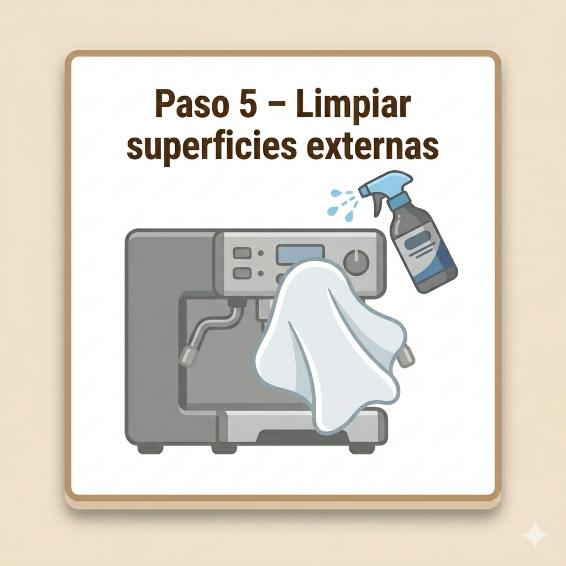 Paso 5 – Limpiar
superficies externas